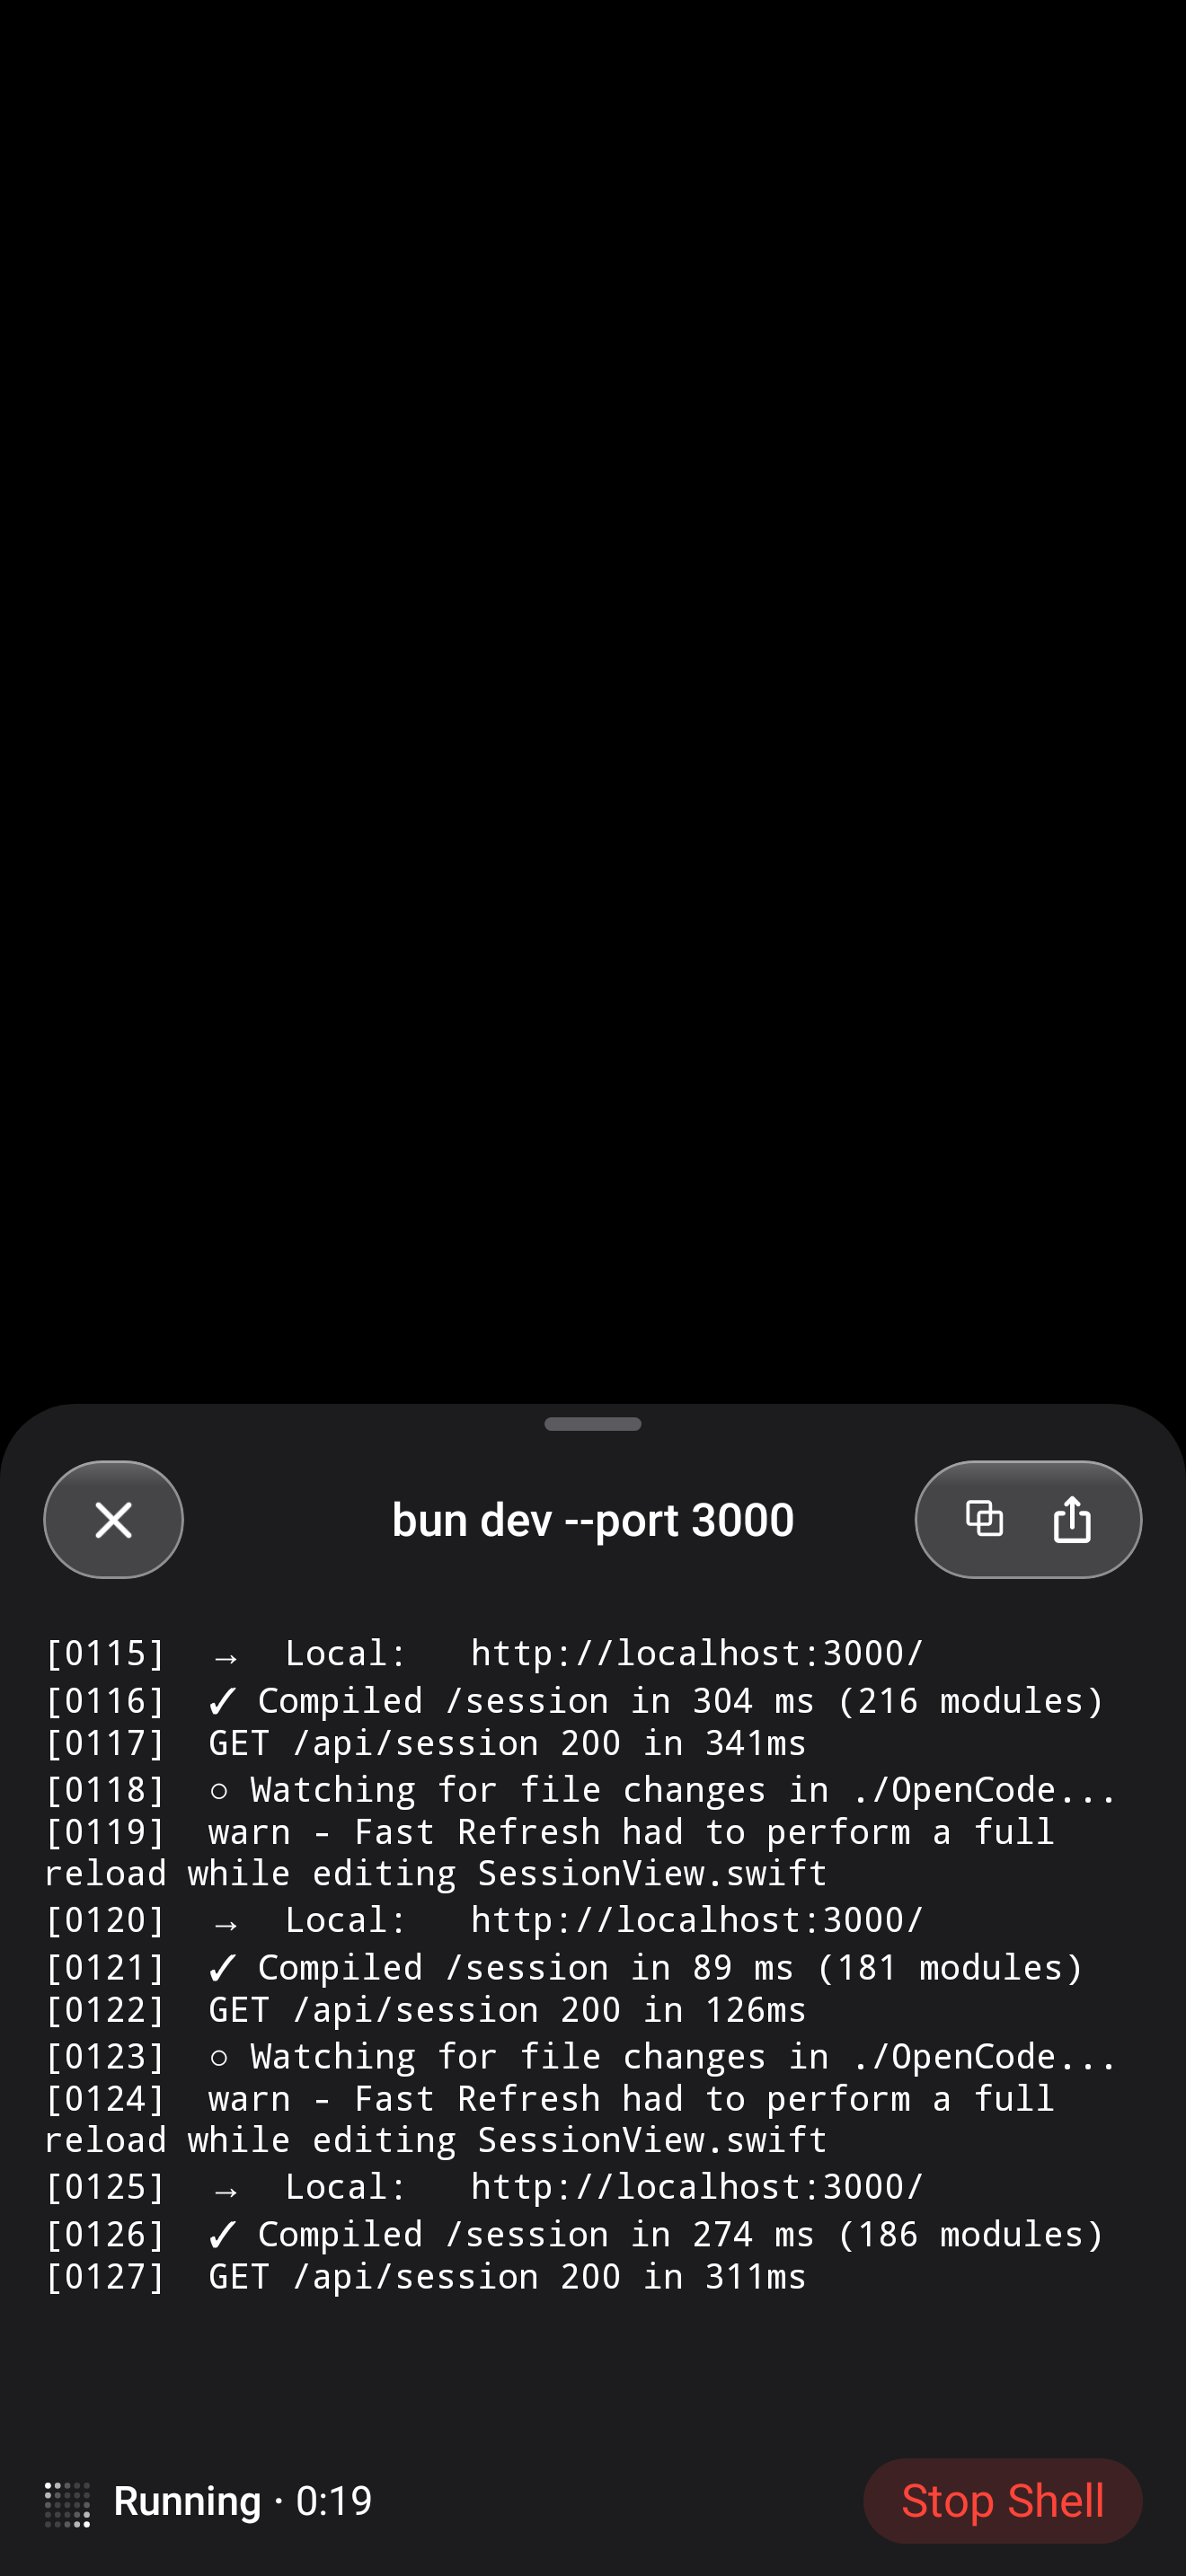 bun dev --port 3000
[0115]  →  Local:   http://localhost:3000/
[0116]  ✓ Compiled /session in 304 ms (216 modules)
[0117]  GET /api/session 200 in 341ms
[0118]  ○ Watching for file changes in ./OpenCode...
[0119]  warn - Fast Refresh had to perform a full
reload while editing SessionView.swift
[0120]  →  Local:   http://localhost:3000/
[0121]  ✓ Compiled /session in 89 ms (181 modules)
[0122]  GET /api/session 200 in 126ms
[0123]  ○ Watching for file changes in ./OpenCode...
[0124]  warn - Fast Refresh had to perform a full
reload while editing SessionView.swift
[0125]  →  Local:   http://localhost:3000/
[0126]  ✓ Compiled /session in 274 ms (186 modules)
[0127]  GET /api/session 200 in 311ms
Running · 0:19
Stop Shell